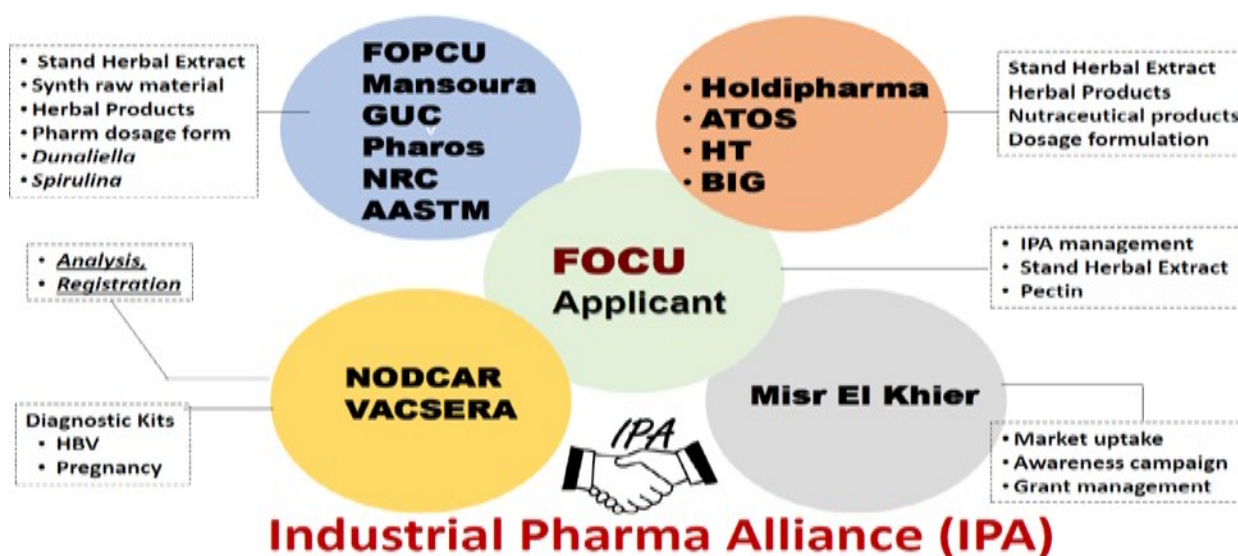 • Stand Herbal Extract
• Synth raw material
• Herbal Products
• Pharm dosage form
• Dunaliella
• Spirulina
FOPCU
Mansoura
GUC
Pharos
NRC
AASTM
• Holdipharma
• ATOS
• HT
• BIG
Stand Herbal Extract
Herbal Products
Nutraceutical products
Dosage formulation
• Analysis,
• Registration
FOCU
Applicant
• IPA management
• Stand Herbal Extract
• Pectin
Diagnostic Kits
• HBV
• Pregnancy
NODCAR
VACSERA
Misr El Khier
• Market uptake
• Awareness campaign
• Grant management
IPA
Industrial Pharma Alliance (IPA)